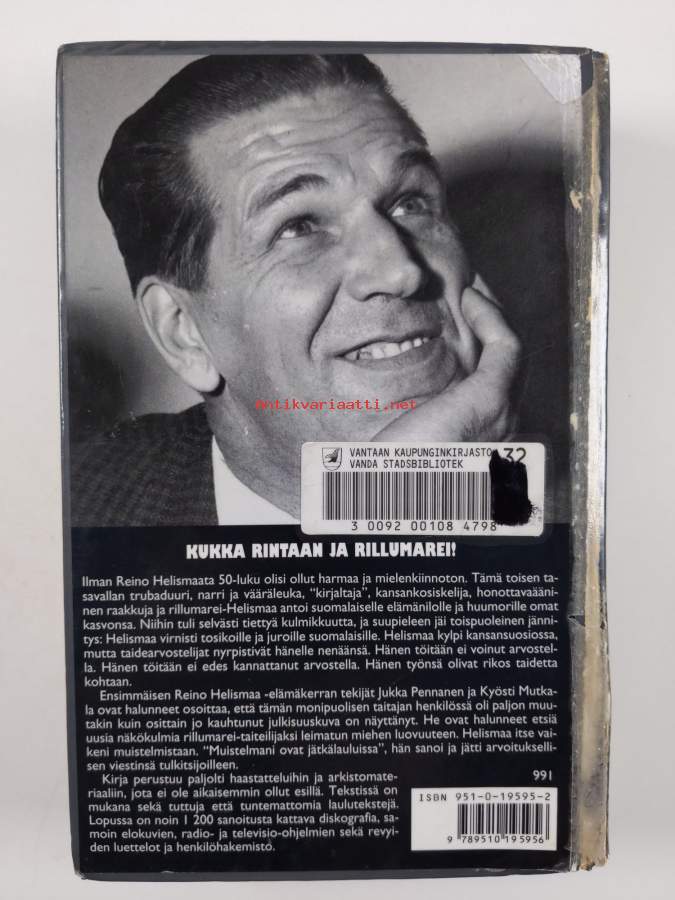 antikvariaatti.net
VANTAAN KAUPUNGINKIRJASTO 32
VANDA STADSBIBLIOTEK
3 0092 00108 4798
KUKKA RINTAAN JA RILLUMAREI!
Ilman Reino Helismaata 50-luku olisi ollut harmaa ja mielenkiinnoton. Tämä toisen ta-
savallan trubaduuri, narri ja vääräleuka, "kirjaltaja", kansankosiskelija, honottavaääni-
nen raakkuja ja rillumarei-Helismaa antoi suomalaiselle elämänilolle ja huumorille omat
kasvonsa. Niihin tuli selvästi tiettyä kulmikkuutta, ja suupieleen jäi toispuoleinen jänni-
tys: Helismaa virnisti tosikoille ja juroille suomalaisille. Helismaa kylpi kansansuosiossa,
mutta taidearvostelijat nyrpistivät hänelle nenäänsä. Hänen töitään ei voinut arvostel-
la. Hänen töitään ei edes kannattanut arvostella. Hänen työnsä olivat rikos taidetta
kohtaan.
Ensimmäisen Reino Helismaa -elämäkerran tekijät Jukka Pennanen ja Kyösti Mutka-
la ovat halunneet osoittaa, että tämän monipuolisen taitajan henkilössä oli paljon muu-
takin kuin osittain jo kauhtunut julkisuuskuva on näyttänyt. He ovat halunneet etsiä
uusia näkökulmia rillumarei-taiteilijaksi leimatun miehen luovuuteen. Helismaa itse vai-
keni muistelmistaan. "Muistelmani ovat jätkälauluissa", hän sanoi ja jätti arvoituksel-
lisen viestinsä tulkitsijoilleen.
Kirja perustuu paljolti haastatteluihin ja arkistomate-
riaaliin, jota ei ole aikaisemmin ollut esillä. Tekstissä on
mukana sekä tuttuja että tuntemattomia laulutekstejä.
Lopussa on noin 1 200 sanoitusta kattava diskografia, sa-
moin elokuvien, radio- ja televisio-ohjelmien sekä revyi-
den luettelot ja henkilöhakemisto.
991
ISBN 951-0-19595-2
9 789510 195956